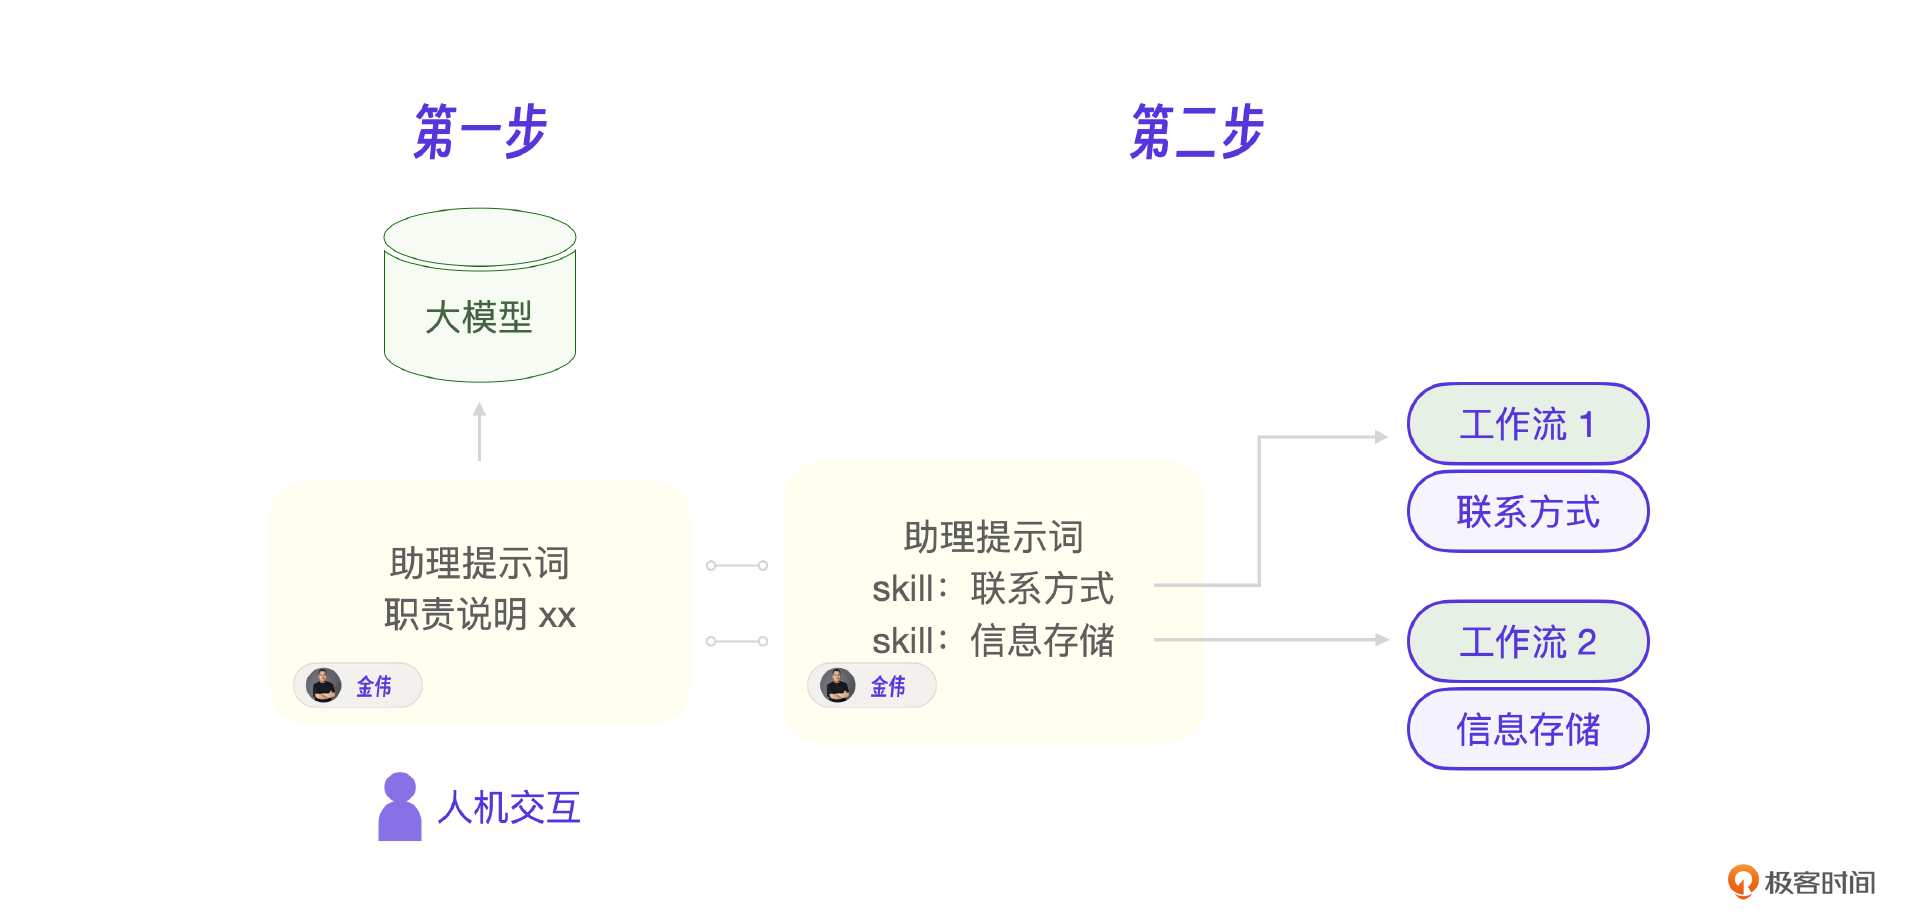 第一步
大模型
助理提示词
职责说明 xx
金伟
人机交互
第二步
助理提示词
skill：联系方式
skill：信息存储
金伟
工作流 1
联系方式
工作流 2
信息存储
极客时间